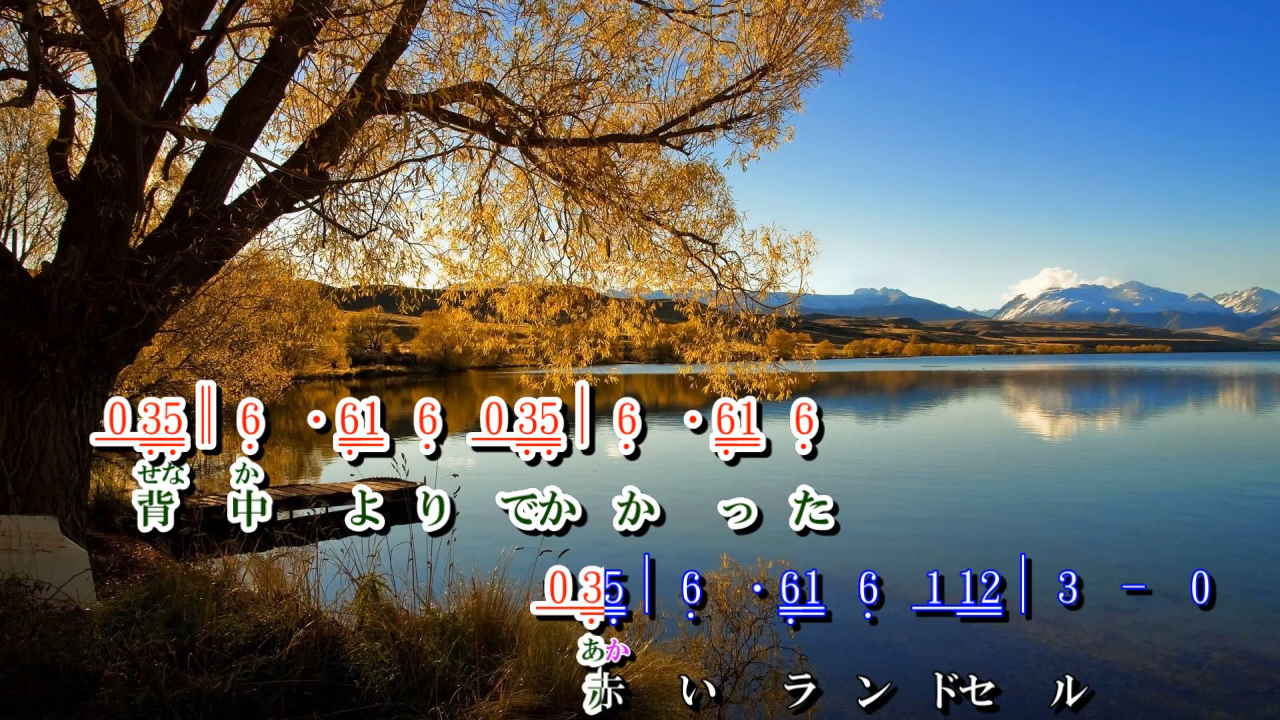 0 35 ‖ 6 · 61 6 0 35 | 6 · 61 6
せな か
背 中 よ り でか か っ た
0 35 | 6 · 61 6 1 12 | 3 － 0
あか
赤 い ラ ン ドセ ル